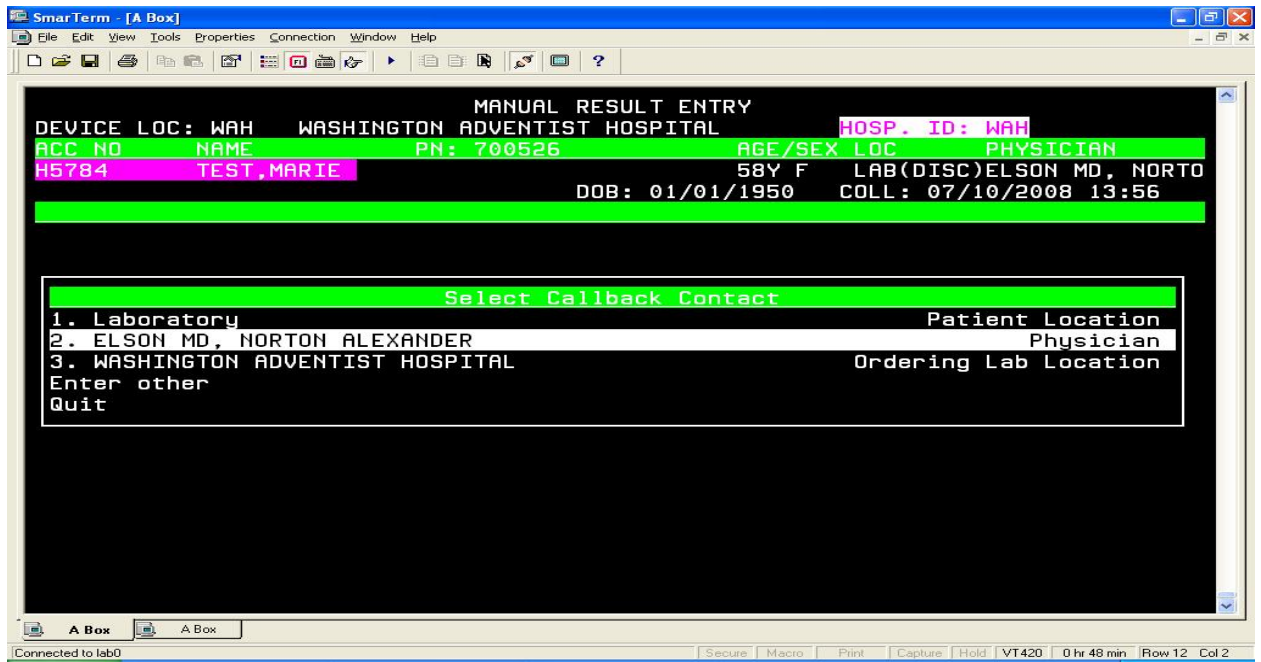 SmarTerm - [A Box]
File Edit View Tools Properties Connection Window Help
MANUAL RESULT ENTRY
DEVICE LOC: WAH WASHINGTON ADVENTIST HOSPITAL HOSP. ID: WAH
ACC NO NAME PN: 700526 AGE/SEX LOC PHYSICIAN
H5784 TEST,MARIE 58Y F LAB(DISC)ELSON MD, NORTO
DOB: 01/01/1950 COLL: 07/10/2008 13:56
Select Callback Contact
1. Laboratory Patient Location
2. ELSON MD, NORTON ALEXANDER Physician
3. WASHINGTON ADVENTIST HOSPITAL Ordering Lab Location
Enter other
Quit
A Box A Box
Connected to lab0 Secure Macro Print Capture Hold VT420 0 hr 48 min Row 12 Col 2